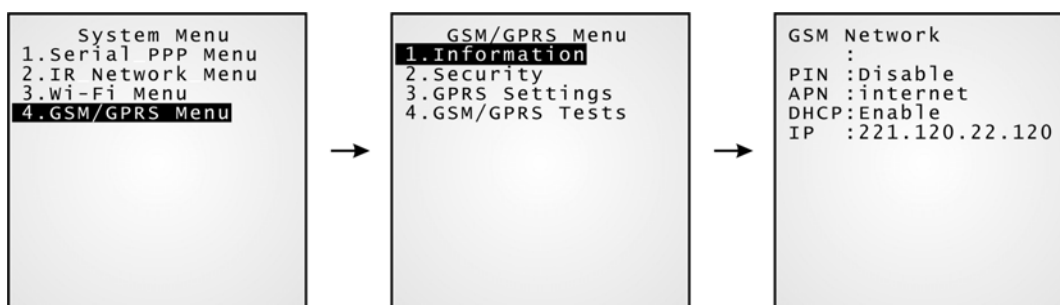 System Menu
1.Serial PPP Menu
2.IR Network Menu
3.Wi-Fi Menu
4.GSM/GPRS Menu
GSM/GPRS Menu
1.Information
2.Security
3.GPRS Settings
4.GSM/GPRS Tests
GSM Network
:
PIN :Disable
APN :internet
DHCP:Enable
IP :221.120.22.120